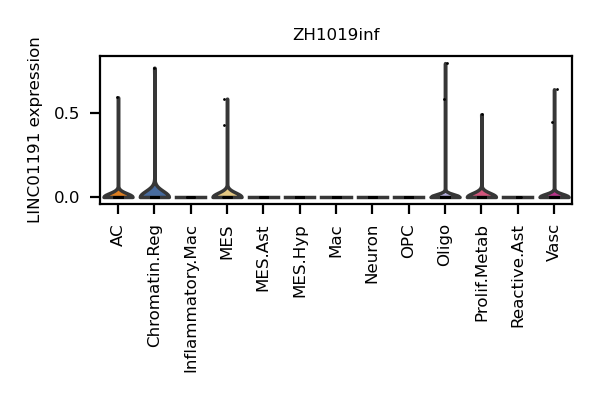 ZH1019inf
LINC01191 expression
0.5
0.0
AC
Chromatin.Reg
Inflammatory.Mac
MES
MES.Ast
MES.Hyp
Mac
Neuron
OPC
Oligo
Prolif.Metab
Reactive.Ast
Vasc